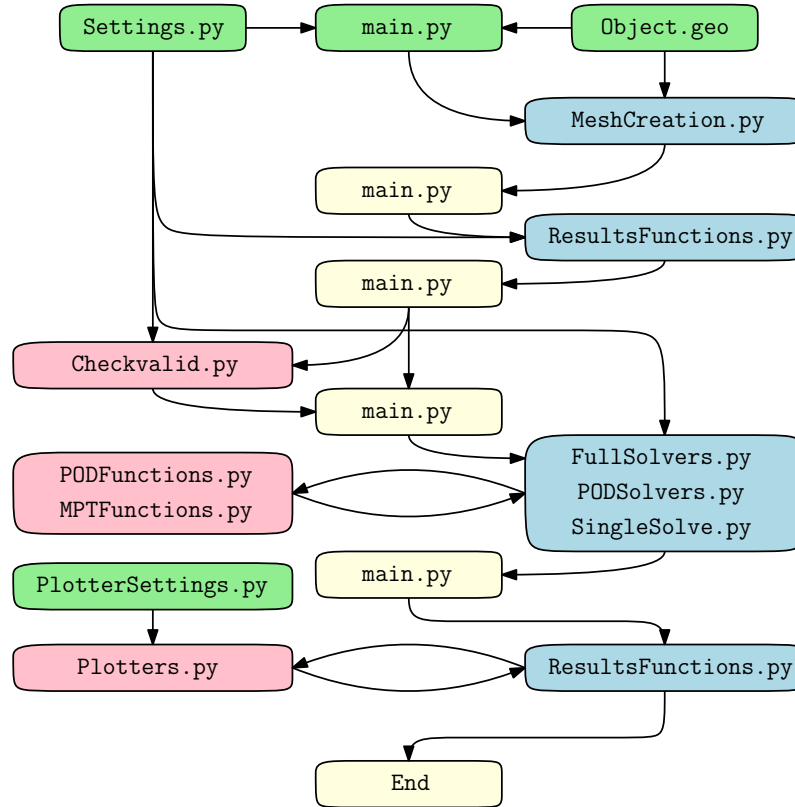 Settings.py
main.py
Object.geo
MeshCreation.py
main.py
ResultsFunctions.py
main.py
Checkvalid.py
main.py
FullSolvers.py
PODSolvers.py
SingleSolve.py
PODFunctions.py
MPTFunctions.py
main.py
PlotterSettings.py
Plotters.py
ResultsFunctions.py
End